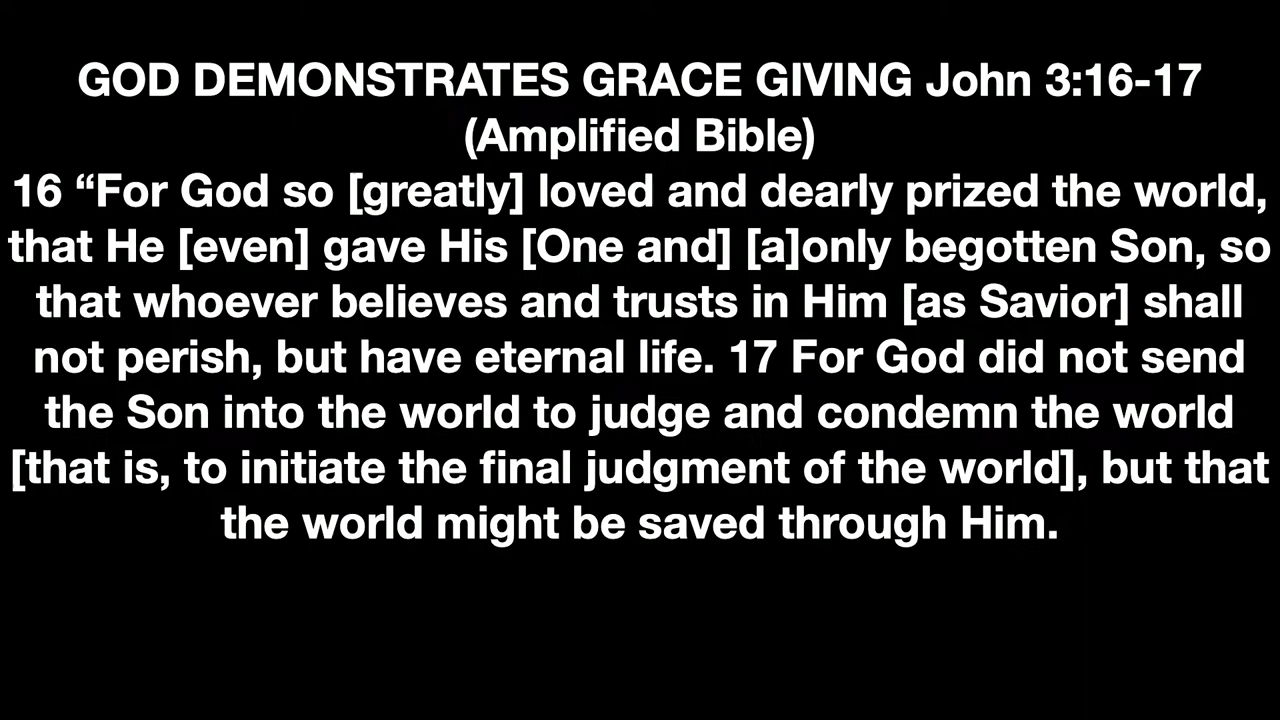 GOD DEMONSTRATES GRACE GIVING John 3:16-17
(Amplified Bible)
16 “For God so [greatly] loved and dearly prized the world,
that He [even] gave His [One and] [a]only begotten Son, so
that whoever believes and trusts in Him [as Savior] shall
not perish, but have eternal life. 17 For God did not send
the Son into the world to judge and condemn the world
[that is, to initiate the final judgment of the world], but that
the world might be saved through Him.